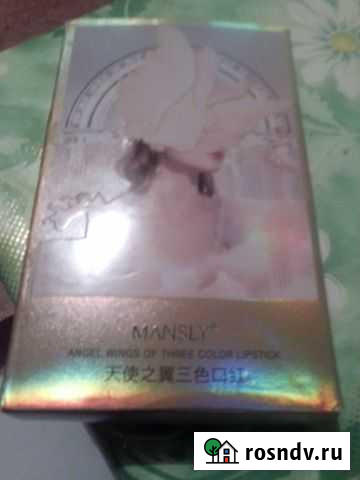 MANSLY®
ANGEL WINGS OF THREE COLOR LIPSTICK
天使之翼三色口红
rosndv.ru